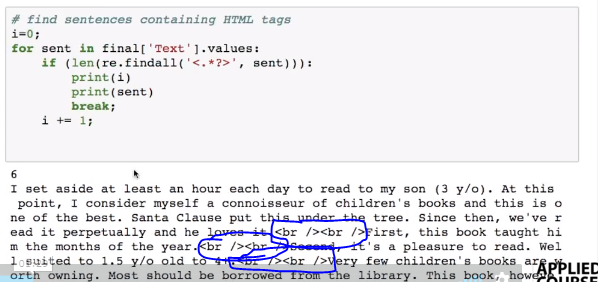 # find sentences containing HTML tags
i=0;
for sent in final['Text'].values:
    if (len(re.findall('<.*?>', sent))):
        print(i)
        print(sent)
        break;
    i += 1;
6
I set aside at least an hour each day to read to my son (3 y/o). At this
 point, I consider myself a connoisseur of children's books and this is o
ne of the best. Santa Clause put this under the tree. Since then, we've r
ead it perpetually and he loves it.<br /><br />First, this book taught hi
m the months of the year.<br /><br />Second, it's a pleasure to read. Wel
l suited to 1.5 y/o old to 4+.<br /><br />Very few children's books are w
orth owning. Most should be borrowed from the library. This book, howeve
APPLIED
COURSE